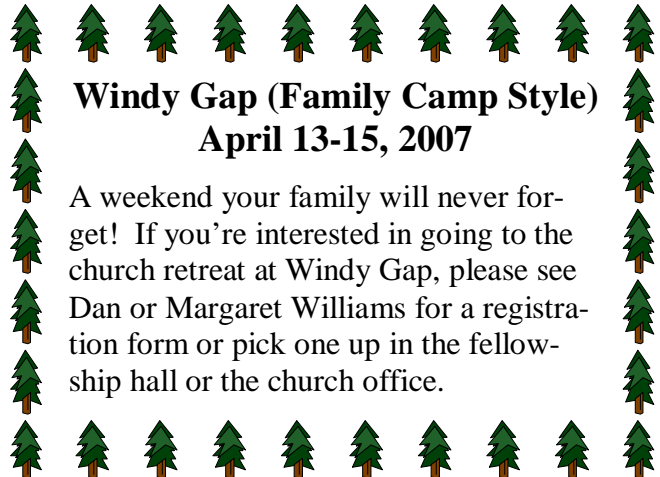 Windy Gap (Family Camp Style)
April 13-15, 2007
A weekend your family will never for-
get!  If you’re interested in going to the
church retreat at Windy Gap, please see
Dan or Margaret Williams for a registra-
tion form or pick one up in the fellow-
ship hall or the church office.